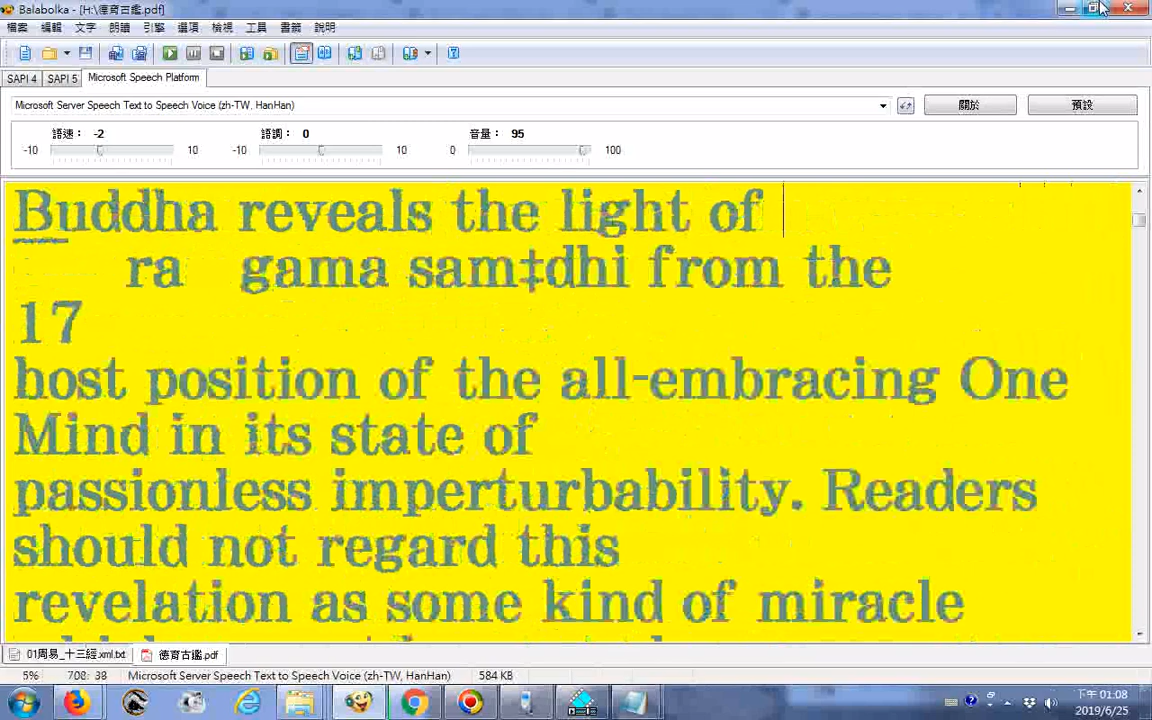 Balabolka - [H:\德育古鑑.pdf]
檔案 編輯 文字 朗讀 引擎 選項 檢視 工具 書籤 說明
SAPI 4 SAPI 5 Microsoft Speech Platform
Microsoft Server Speech Text to Speech Voice (zh-TW, HanHan) 關於 預設
語速： -2 語調： 0 音量： 95
-10 10 -10 10 0 100
Buddha reveals the light of
ra gama sam‡dhi from the
17
host position of the all-embracing One
Mind in its state of
passionless imperturbability. Readers
should not regard this
revelation as some kind of miracle
01周易_十三經.xml.txt 德育古鑑.pdf
5% 708: 38 Microsoft Server Speech Text to Speech Voice (zh-TW, HanHan) 584 KB
下午 01:08
2019/6/25